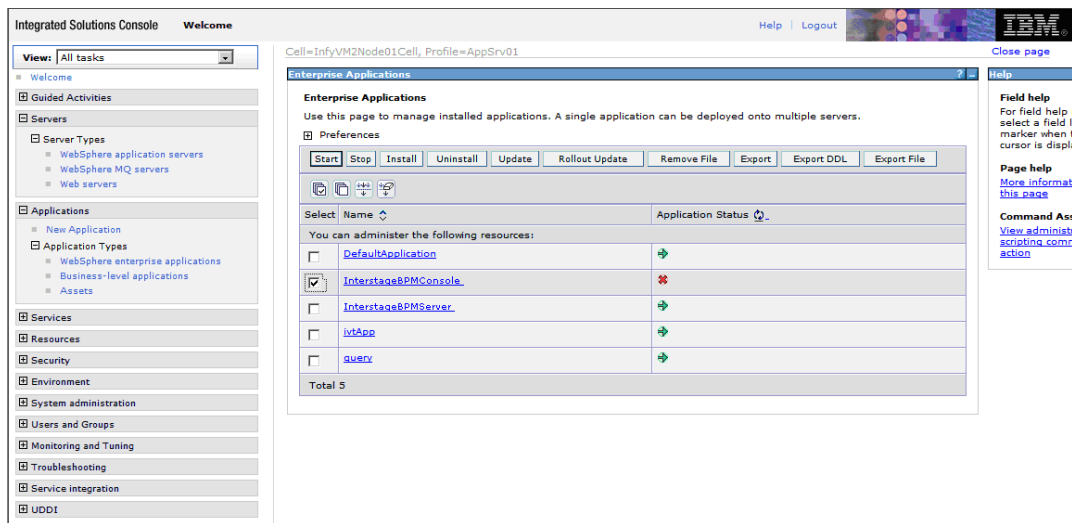 Integrated Solutions Console Welcome Help | Logout IBM®
View: All tasks
Welcome
Guided Activities
Servers
Server Types
WebSphere application servers
WebSphere MQ servers
Web servers
Applications
New Application
Application Types
WebSphere enterprise applications
Business-level applications
Assets
Services
Resources
Security
Environment
System administration
Users and Groups
Monitoring and Tuning
Troubleshooting
Service integration
UDDI
Cell=InfyVM2Node01Cell, Profile=AppSrv01
Close page
Enterprise Applications ? -
Enterprise Applications
Use this page to manage installed applications. A single application can be deployed onto multiple servers.
Preferences
Start Stop Install Uninstall Update Rollout Update Remove File Export Export DDL Export File
Select Name Application Status
You can administer the following resources:
DefaultApplication
InterstageBPMConsole
InterstageBPMServer
ivtApp
query
Total 5
Help
Field help
For field help
select a field
marker when
cursor is
Page help
More
this page
Command
View
scripting
action